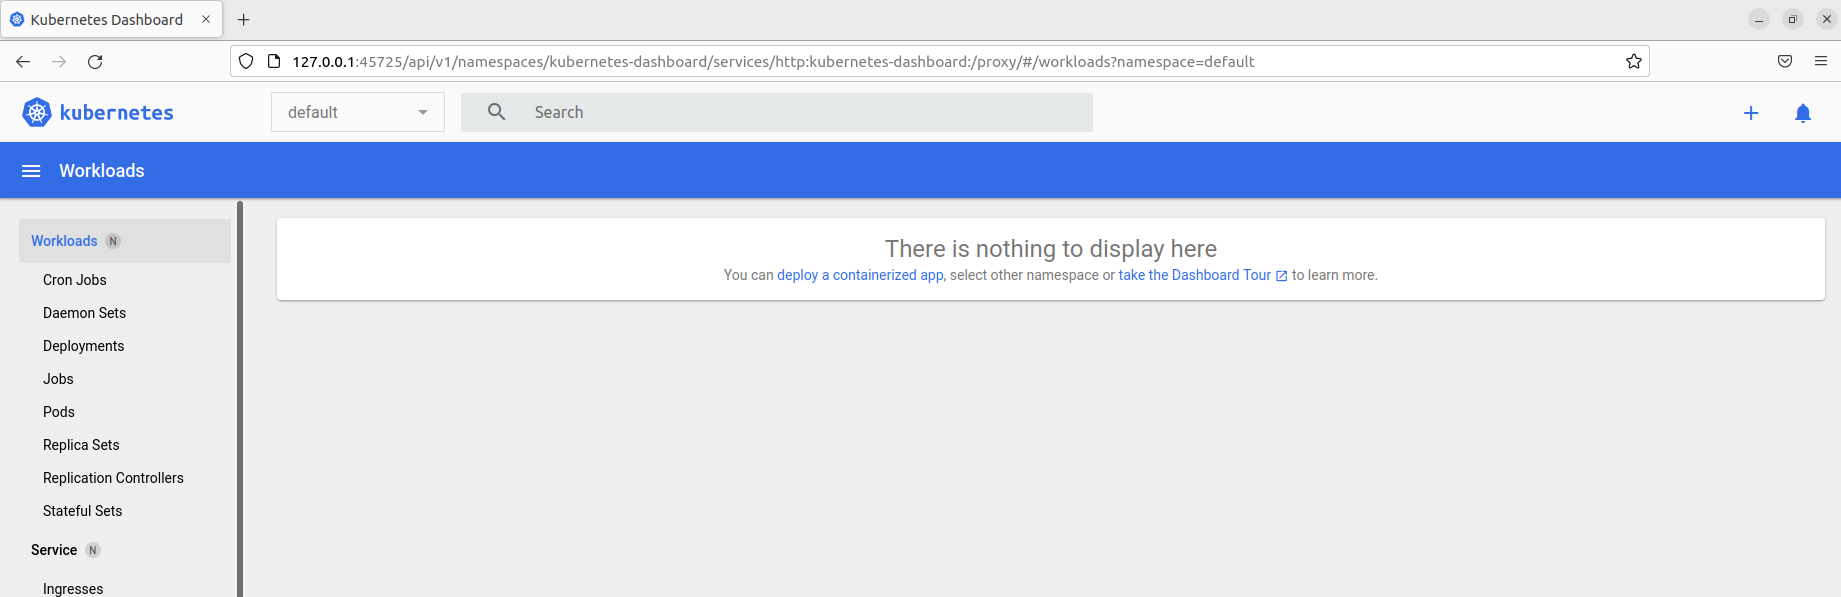 Kubernetes Dashboard
127.0.0.1:45725/api/v1/namespaces/kubernetes-dashboard/services/http:kubernetes-dashboard:/proxy/#/workloads?namespace=default
kubernetes
default
Search
Workloads
Workloads N
Cron Jobs
Daemon Sets
Deployments
Jobs
Pods
Replica Sets
Replication Controllers
Stateful Sets
Service N
Ingresses
There is nothing to display here
You can deploy a containerized app, select other namespace or take the Dashboard Tour to learn more.